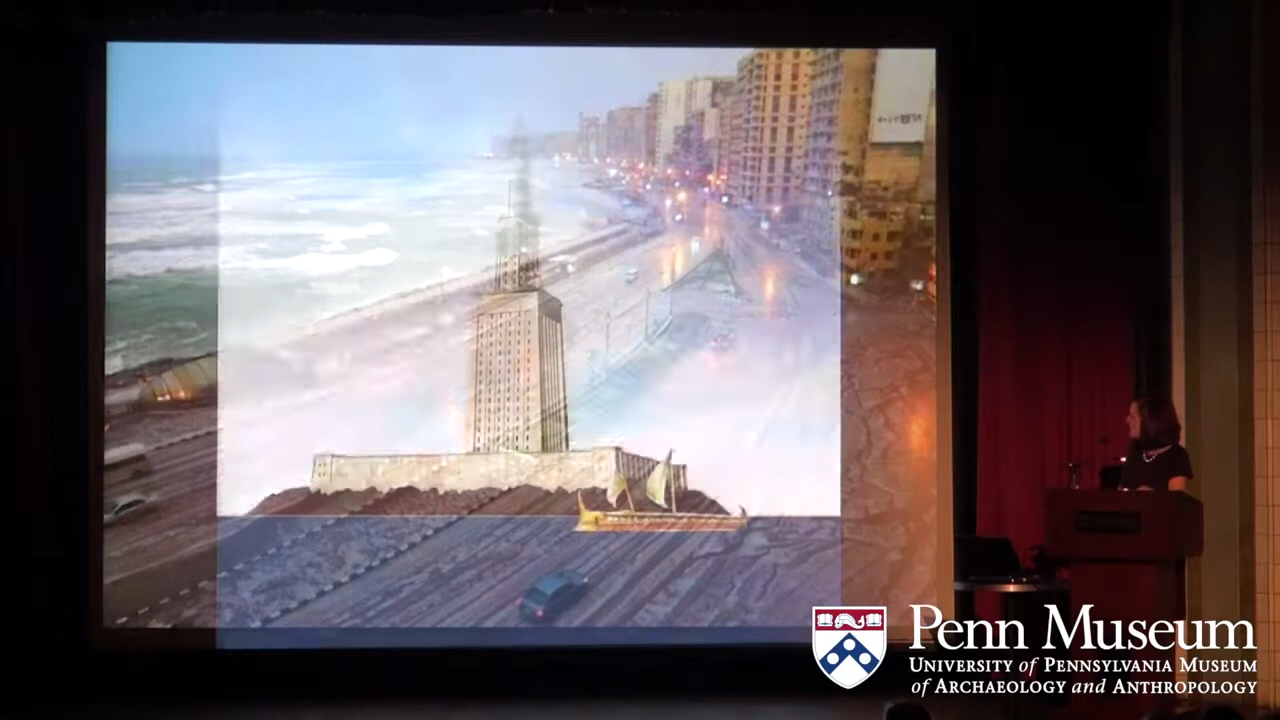 Penn Museum
University of Pennsylvania Museum
of Archaeology and Anthropology